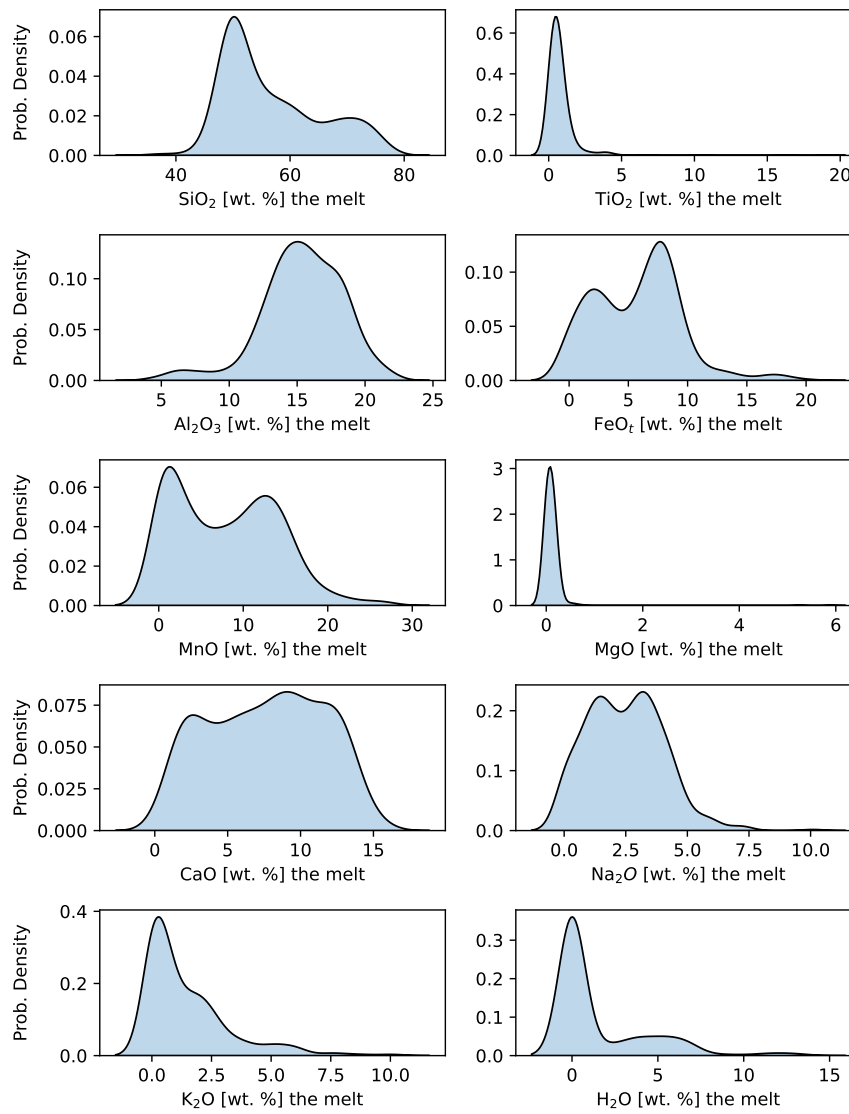 Prob. Density
0.06
0.04
0.02
0.00
40 60 80
SiO₂ [wt. %] the melt
0.6
0.4
0.2
0.0
0 5 10 15 20
TiO₂ [wt. %] the melt
Prob. Density
0.10
0.05
0.00
5 10 15 20 25
Al₂O₃ [wt. %] the melt
0.10
0.05
0.00
0 5 10 15 20
FeOₜ [wt. %] the melt
Prob. Density
0.06
0.04
0.02
0.00
0 10 20 30
MnO [wt. %] the melt
3
2
1
0
0 2 4 6
MgO [wt. %] the melt
Prob. Density
0.075
0.050
0.025
0.000
0 5 10 15
CaO [wt. %] the melt
0.2
0.1
0.0
0.0 2.5 5.0 7.5 10.0
Na₂O [wt. %] the melt
Prob. Density
0.4
0.2
0.0
0.0 2.5 5.0 7.5 10.0
K₂O [wt. %] the melt
0.3
0.2
0.1
0.0
0 5 10 15
H₂O [wt. %] the melt